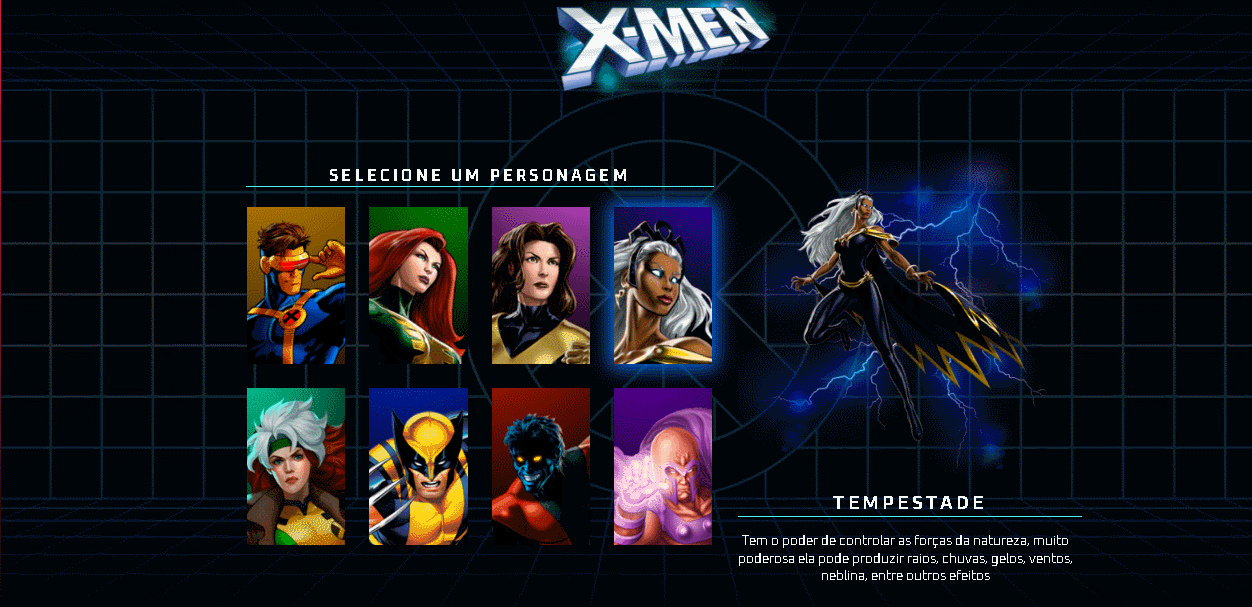 X-MEN
SELECIONE UM PERSONAGEM
TEMPESTADE
Tem o poder de controlar as forças da natureza, muito
poderosa ela pode produzir raios, chuvas, gelos, ventos,
neblina, entre outros efeitos